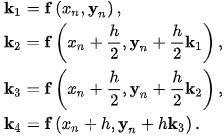 k₁ = f (xₙ, yₙ) ,
k₂ = f (xₙ + h/2, yₙ + h/2 k₁) ,
k₃ = f (xₙ + h/2, yₙ + h/2 k₂) ,
k₄ = f (xₙ + h, yₙ + hk₃) .